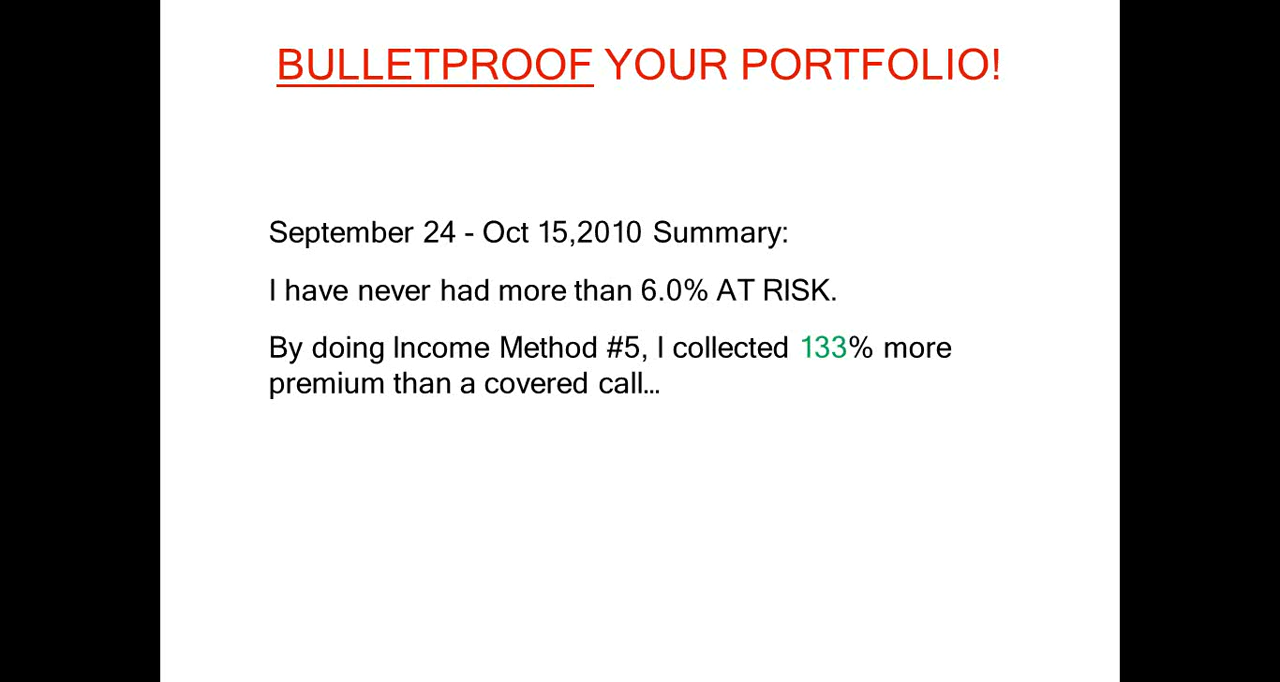 BULLETPROOF YOUR PORTFOLIO!
September 24 - Oct 15,2010 Summary:
I have never had more than 6.0% AT RISK.
By doing Income Method #5, I collected 133% more
premium than a covered call...